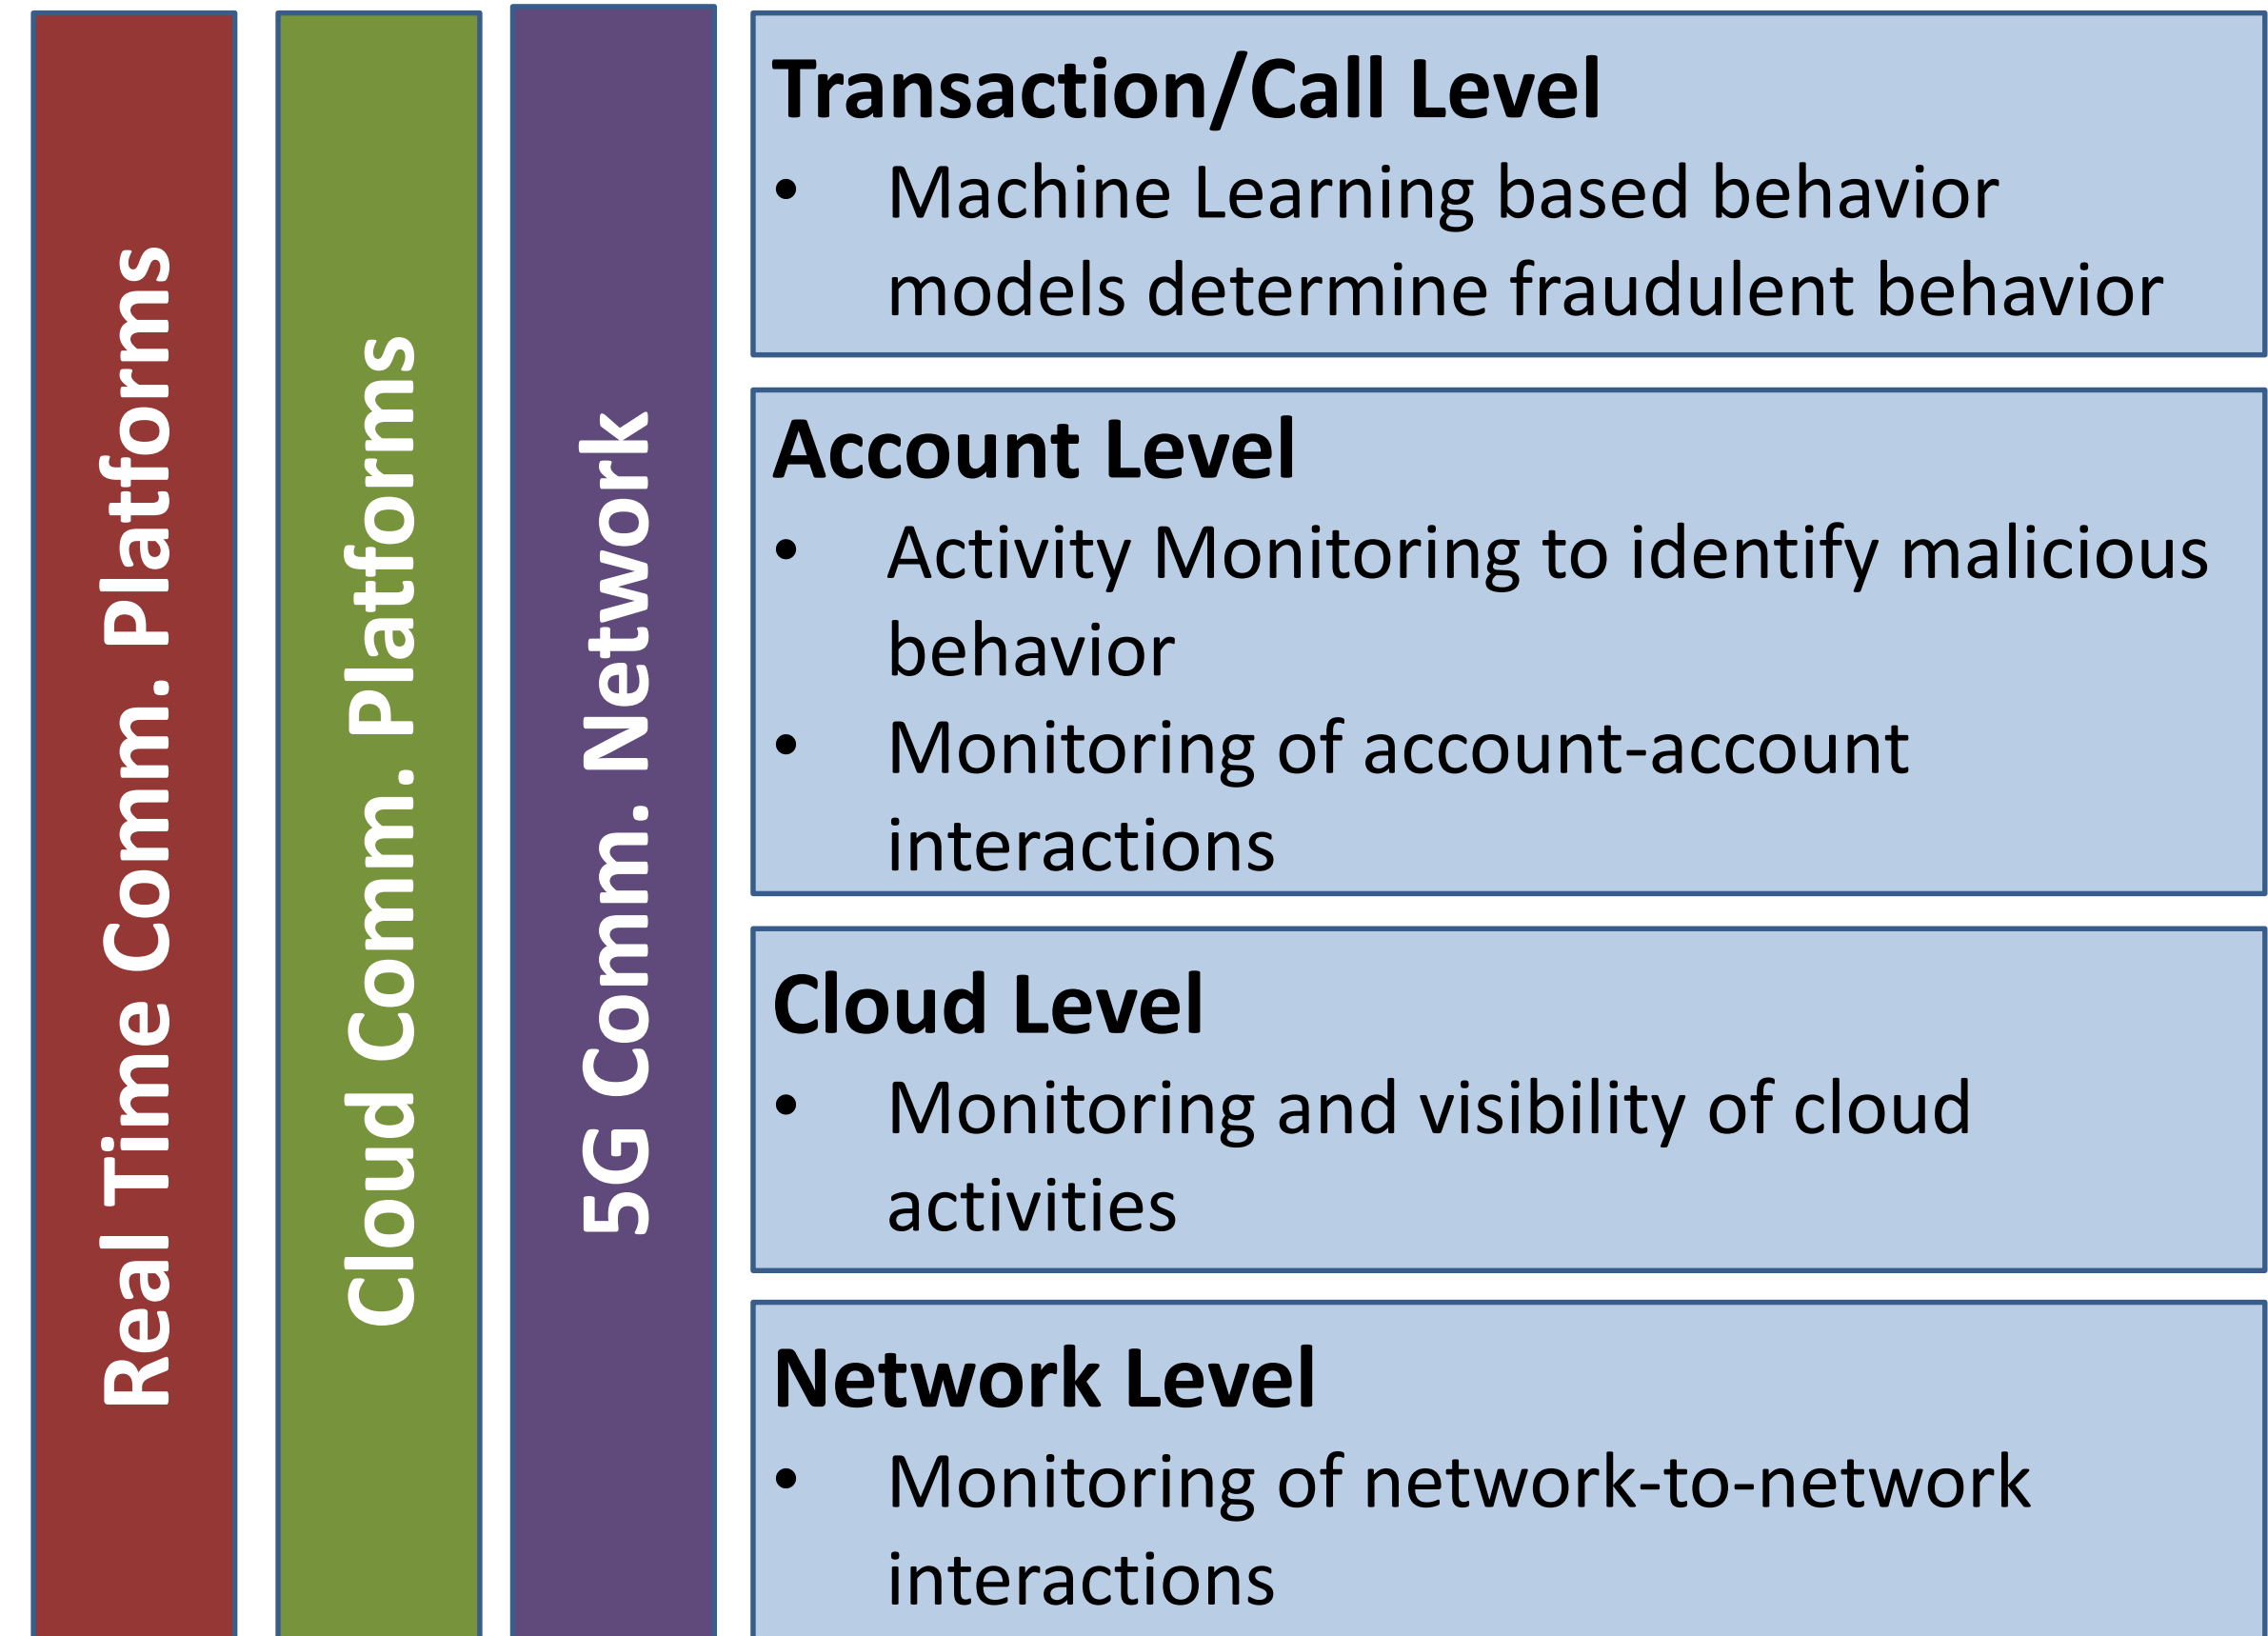 Real Time Comm. Platforms
Cloud Comm. Platforms
5G Comm. Network
Transaction/Call Level
• Machine Learning based behavior
models determine fraudulent behavior
Account Level
• Activity Monitoring to identify malicious
behavior
• Monitoring of account-account
interactions
Cloud Level
• Monitoring and visibility of cloud
activities
Network Level
• Monitoring of network-to-network
interactions